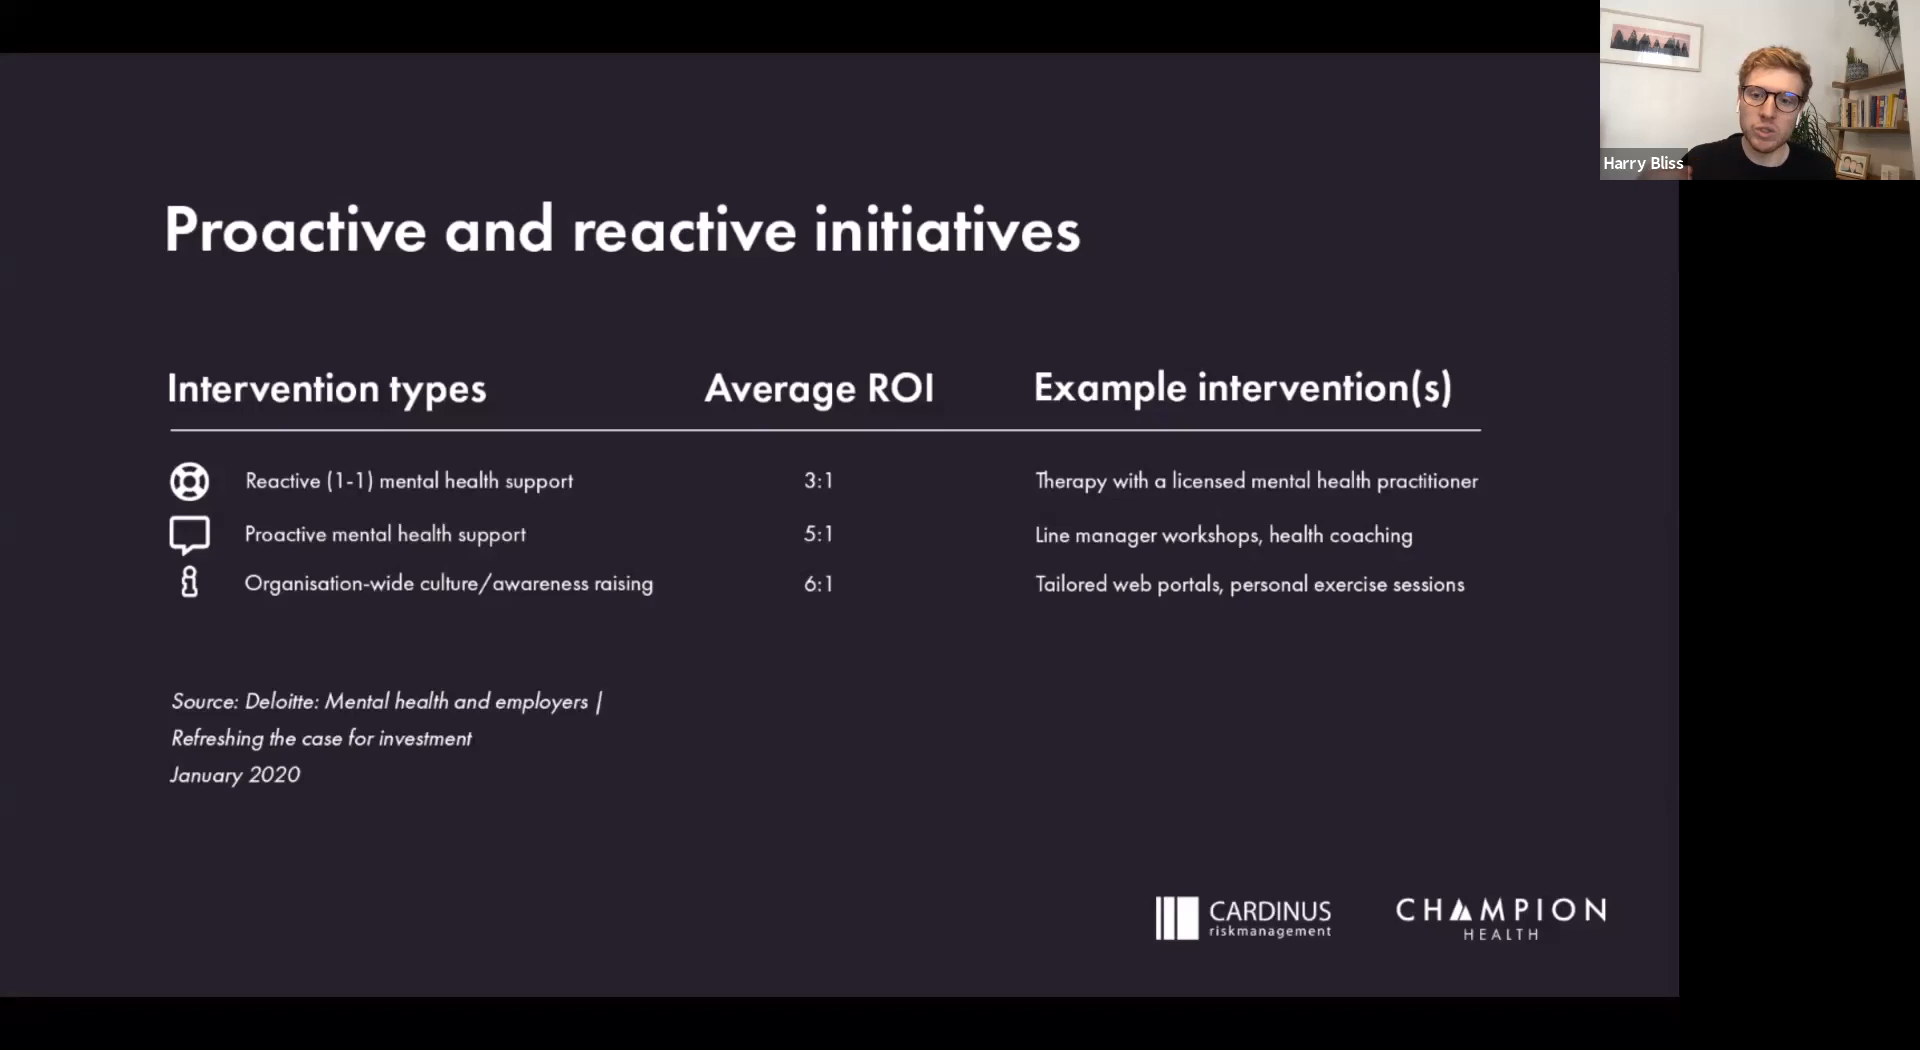 Harry Bliss
Proactive and reactive initiatives
Intervention types Average ROI Example intervention(s)
Reactive (1-1) mental health support 3:1 Therapy with a licensed mental health practitioner
Proactive mental health support 5:1 Line manager workshops, health coaching
Organisation-wide culture/awareness raising 6:1 Tailored web portals, personal exercise sessions
Source: Deloitte: Mental health and employers |
Refreshing the case for investment
January 2020
CARDINUS
riskmanagement
CHAMPION
HEALTH